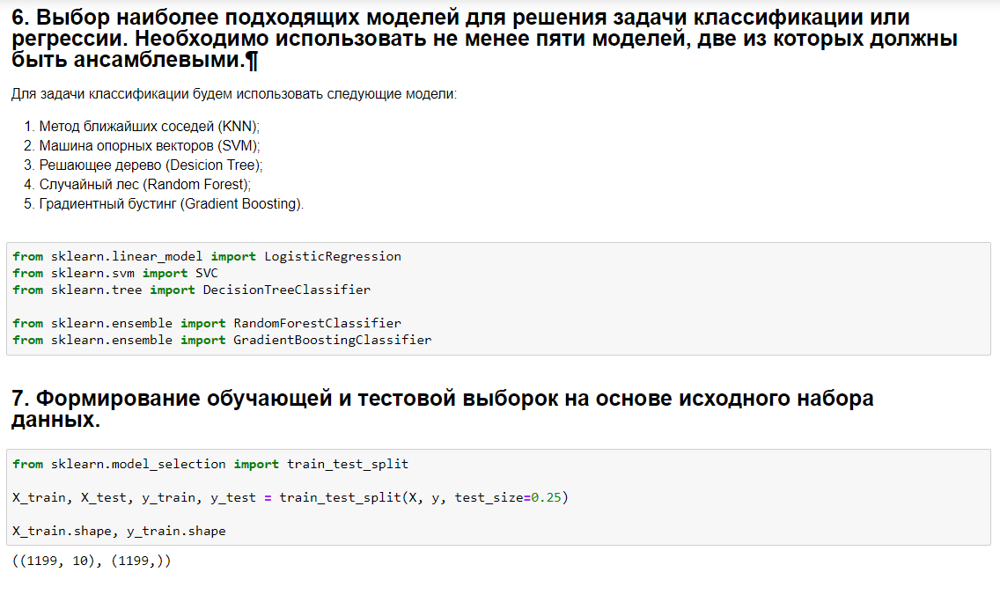 6. Выбор наиболее подходящих моделей для решения задачи классификации или
регрессии. Необходимо использовать не менее пяти моделей, две из которых должны
быть ансамблевыми.¶
Для задачи классификации будем использовать следующие модели:
1. Метод ближайших соседей (KNN);
2. Машина опорных векторов (SVM);
3. Решающее дерево (Desicion Tree);
4. Случайный лес (Random Forest);
5. Градиентный бустинг (Gradient Boosting).
from sklearn.linear_model import LogisticRegression
from sklearn.svm import SVC
from sklearn.tree import DecisionTreeClassifier
from sklearn.ensemble import RandomForestClassifier
from sklearn.ensemble import GradientBoostingClassifier
7. Формирование обучающей и тестовой выборок на основе исходного набора
данных.
from sklearn.model_selection import train_test_split
X_train, X_test, y_train, y_test = train_test_split(X, y, test_size=0.25)
X_train.shape, y_train.shape
((1199, 10), (1199,))